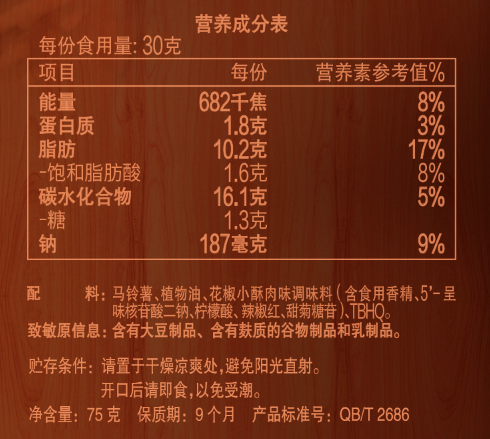 营养成分表
每份食用量: 30克
项目 每份 营养素参考值%
能量 682千焦 8%
蛋白质 1.8克 3%
脂肪 10.2克 17%
-饱和脂肪酸 1.6克 8%
碳水化合物 16.1克 5%
-糖 1.3克
钠 187毫克 9%
配 料: 马铃薯、植物油、花椒小酥肉味调味料(含食用香精、5'-呈
味核苷酸二钠、柠檬酸、辣椒红、甜菊糖苷)、TBHQ。
致敏原信息: 含有大豆制品、含有麸质的谷物制品和乳制品。
贮存条件: 请置于干燥凉爽处,避免阳光直射。
开口后请即食,以免受潮。
净含量: 75克 保质期: 9个月 产品标准号: QB/T 2686